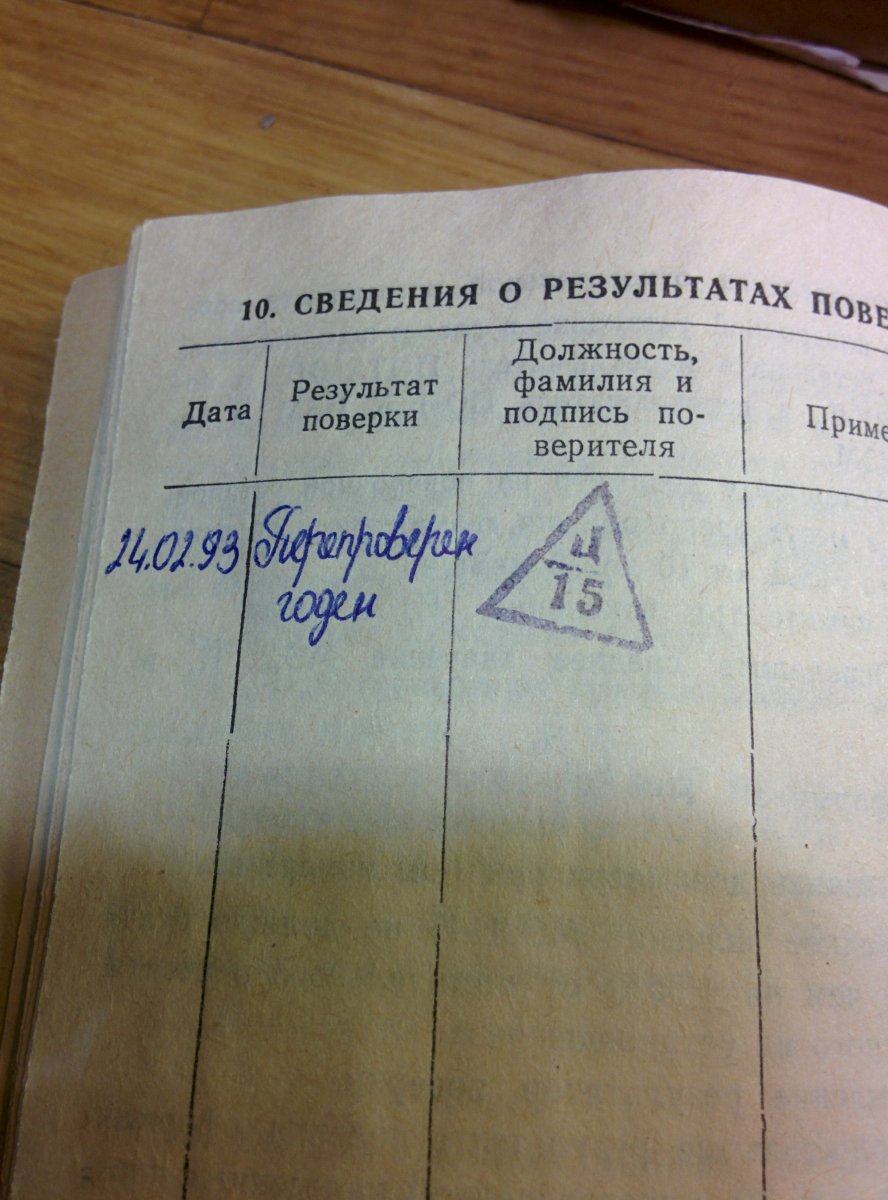 10. СВЕДЕНИЯ О РЕЗУЛЬТАТАХ ПОВЕ
Дата
Результат
поверки
Должность,
фамилия и
подпись по-
верителя
Приме
24.02.93
Перепроверен
годен
Ц
15